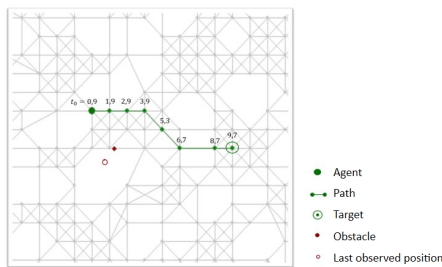 t₀ = 0,9 1,9 2,9 3,9
5,3
6,7 8,7 9,7
Agent
Path
Target
Obstacle
Last observed position